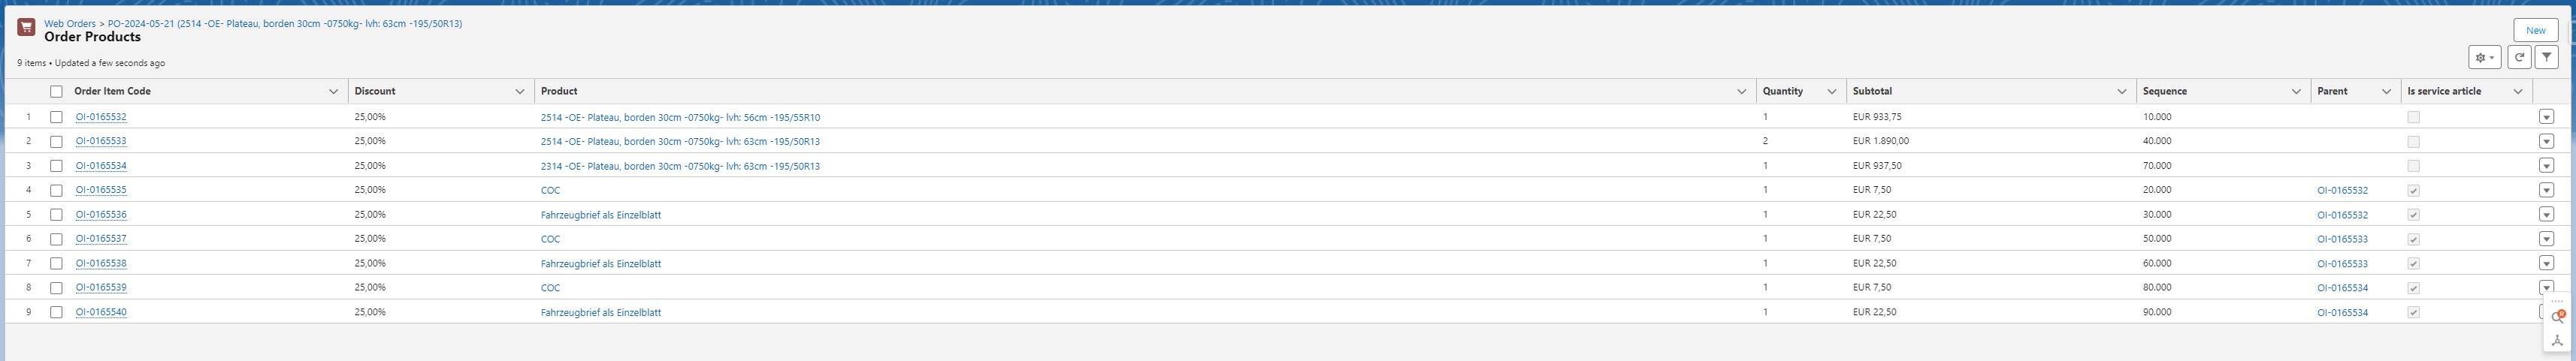 Web Orders > PO-2024-05-21 (2514 -OE- Plateau, borden 30cm -0750kg- lvh: 63cm -195/50R13)
Order Products
New
9 items • Updated a few seconds ago
Order Item Code Discount Product Quantity Subtotal Sequence Parent Is service article
1 OI-0165532 25,00% 2514 -OE- Plateau, borden 30cm -0750kg- lvh: 56cm -195/55R10 1 EUR 933,75 10.000
2 OI-0165533 25,00% 2514 -OE- Plateau, borden 30cm -0750kg- lvh: 63cm -195/50R13 2 EUR 1.890,00 40.000
3 OI-0165534 25,00% 2314 -OE- Plateau, borden 30cm -0750kg- lvh: 63cm -195/50R13 1 EUR 937,50 70.000
4 OI-0165535 25,00% COC 1 EUR 7,50 20.000 OI-0165532
5 OI-0165536 25,00% Fahrzeugbrief als Einzelblatt 1 EUR 22,50 30.000 OI-0165532
6 OI-0165537 25,00% COC 1 EUR 7,50 50.000 OI-0165533
7 OI-0165538 25,00% Fahrzeugbrief als Einzelblatt 1 EUR 22,50 60.000 OI-0165533
8 OI-0165539 25,00% COC 1 EUR 7,50 80.000 OI-0165534
9 OI-0165540 25,00% Fahrzeugbrief als Einzelblatt 1 EUR 22,50 90.000 OI-0165534